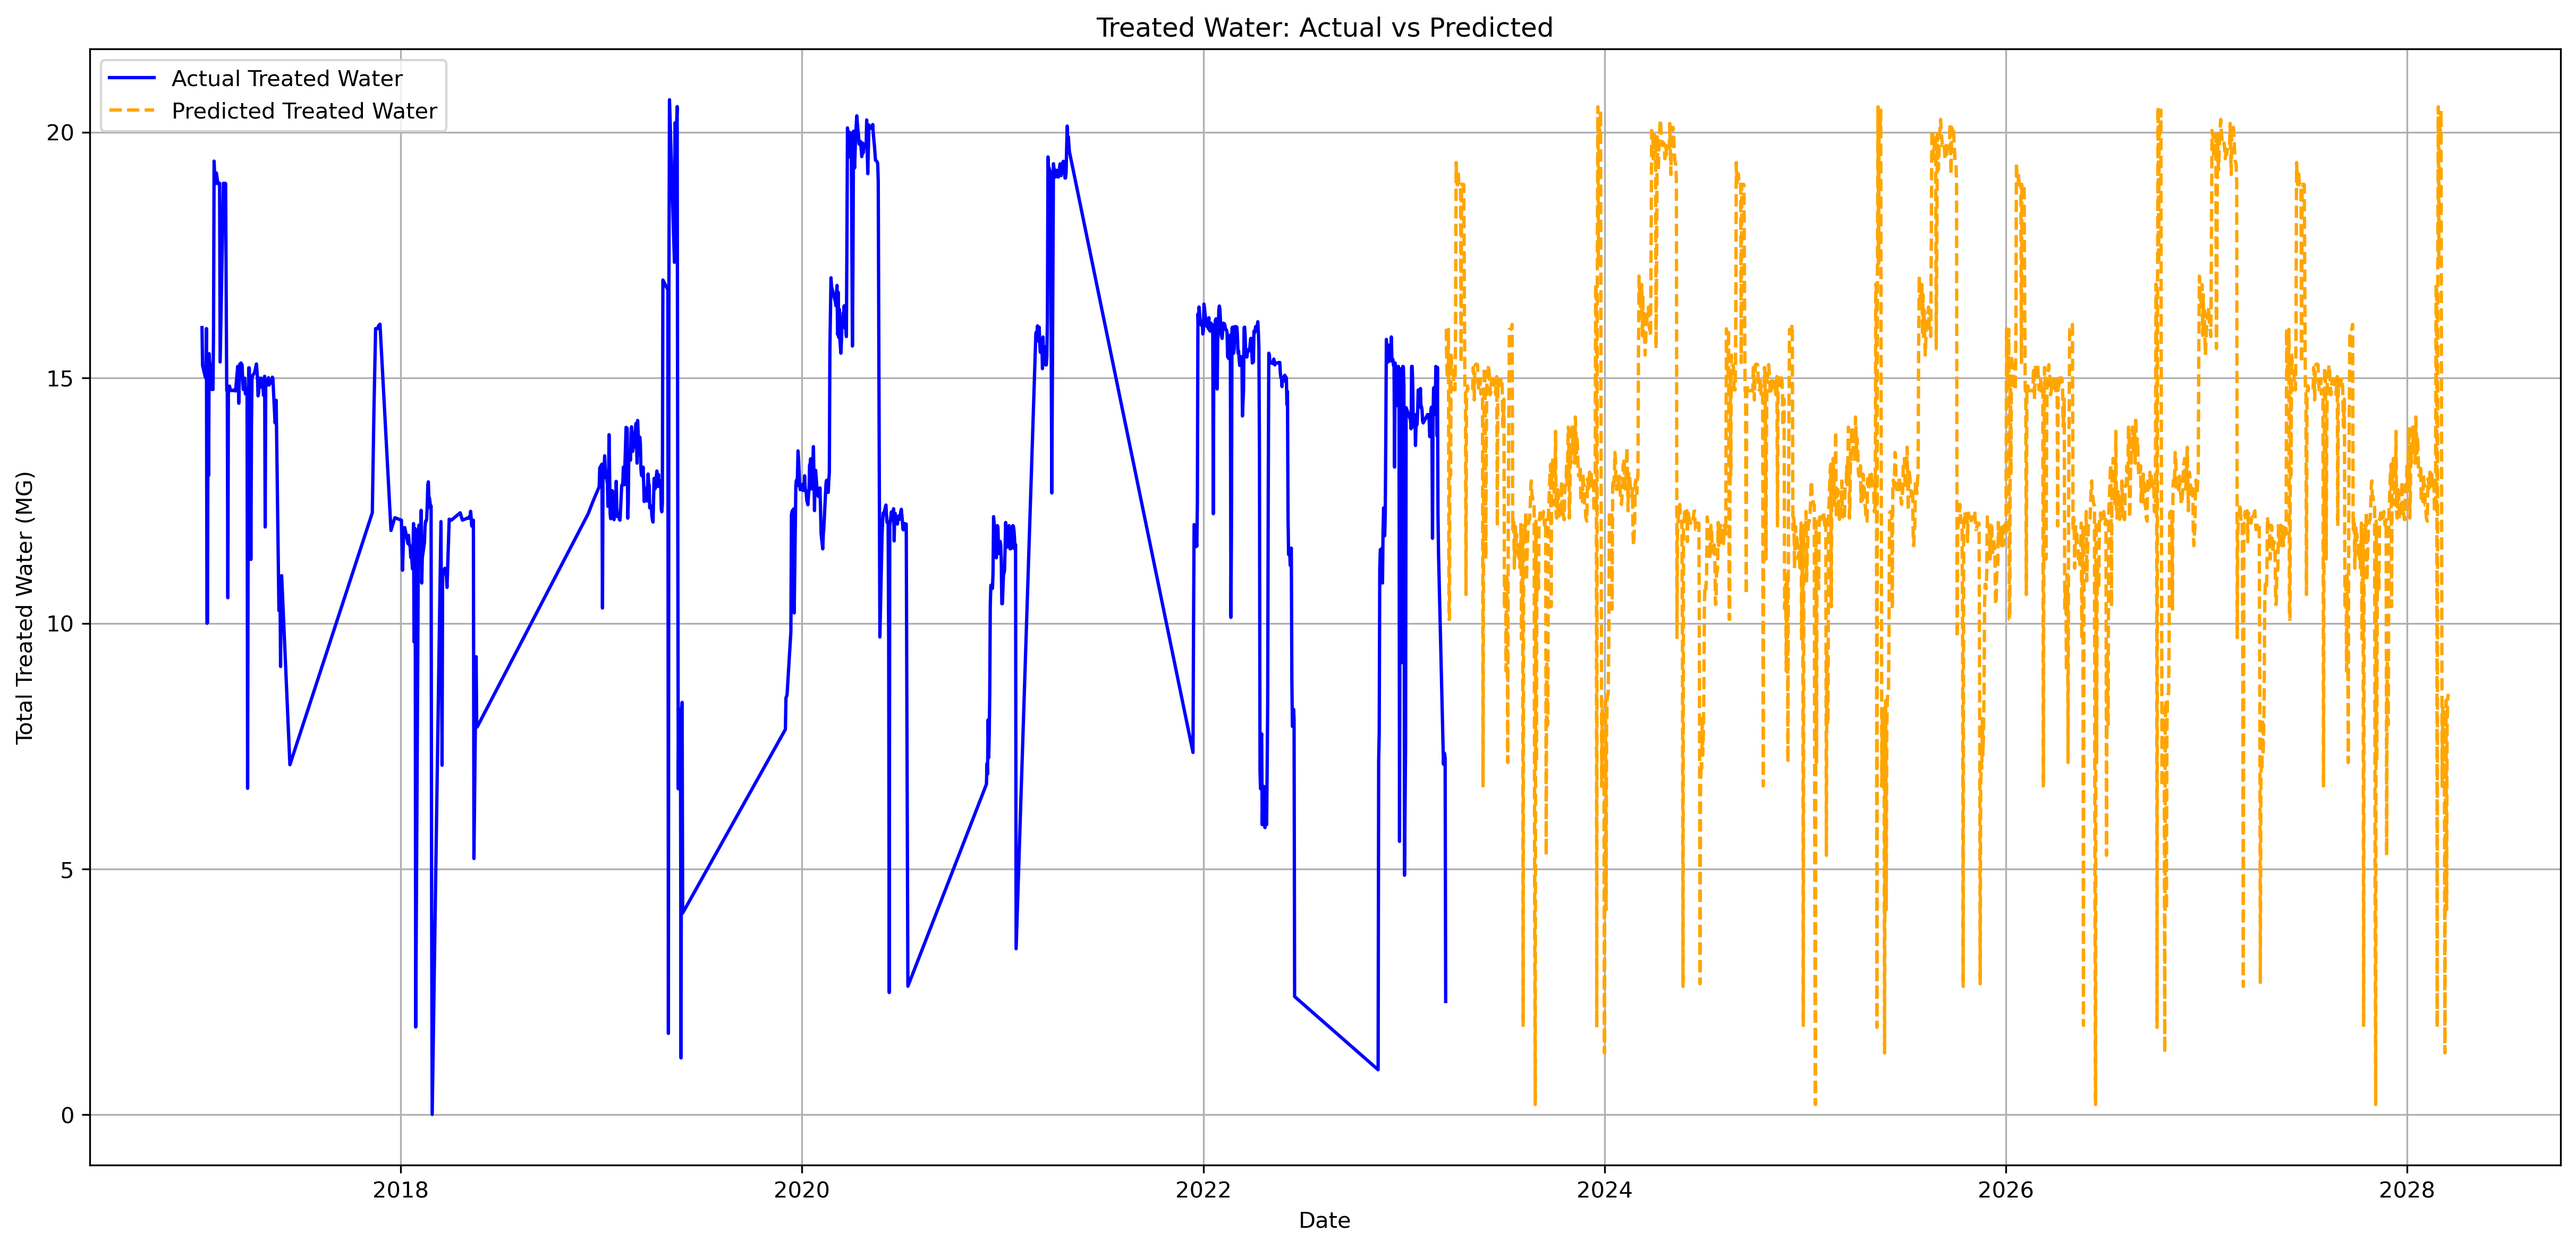 Treated Water: Actual vs Predicted
Actual Treated Water
Predicted Treated Water
Total Treated Water (MG)
20
15
10
5
0
2018
2020
2022
2024
2026
2028
Date